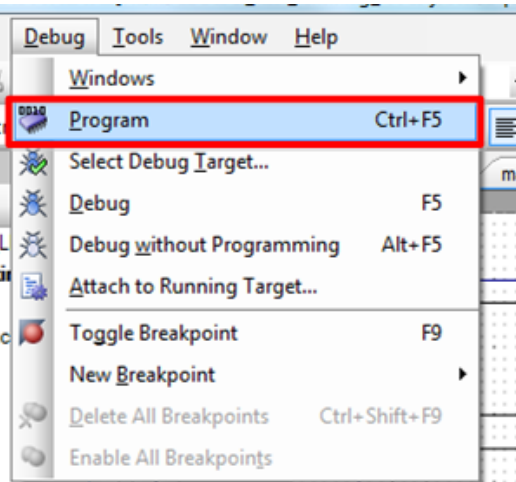 Debug Tools Window Help
Windows
Program Ctrl+F5
Select Debug Target...
Debug F5
Debug without Programming Alt+F5
Attach to Running Target...
Toggle Breakpoint F9
New Breakpoint
Delete All Breakpoints Ctrl+Shift+F9
Enable All Breakpoints